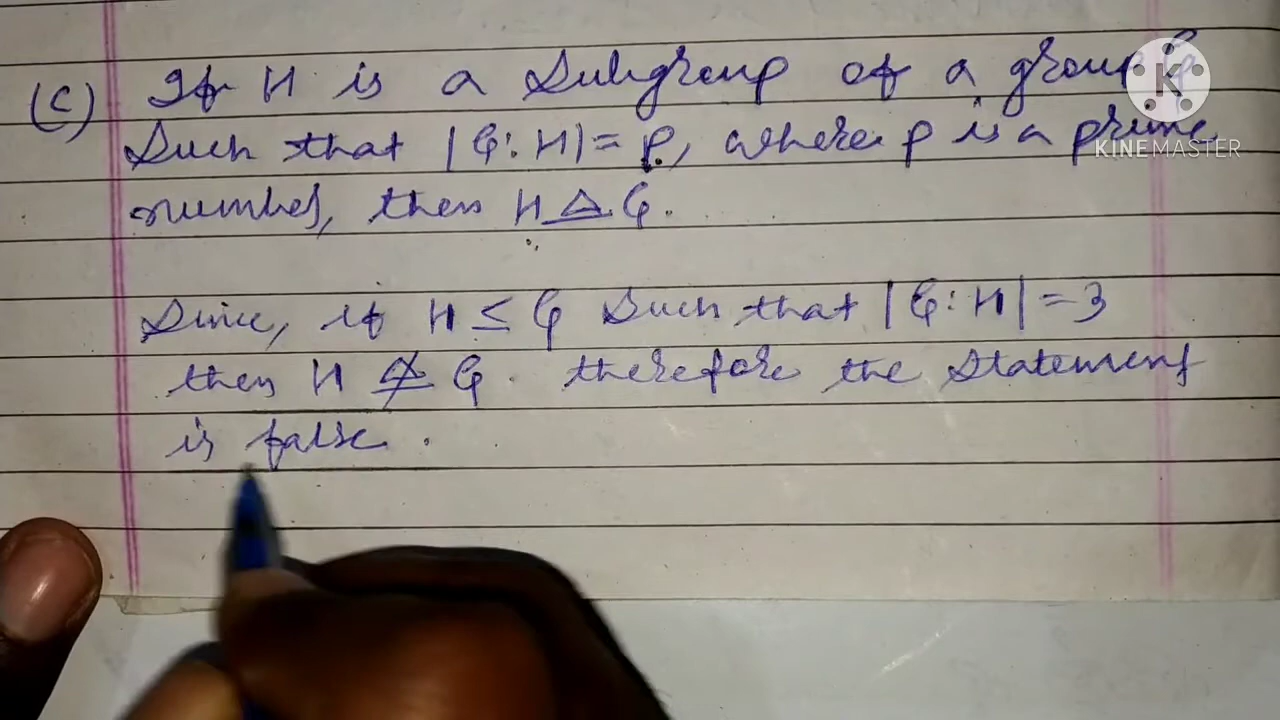 (C) If H is a subgroup of a group G
Such that |G:H|=p, where p is a prime
number, then H ⊴ G.
Since, if H ≤ G such that |G:H|=3
then H ⋬ G. therefore the statement
is false.
K
KINEMASTER